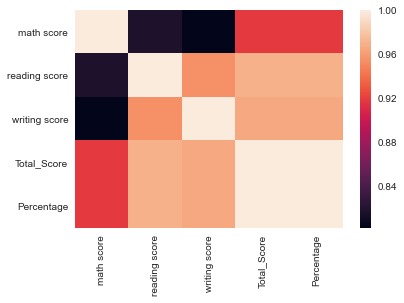 math score
reading score
writing score
Total_Score
Percentage
math score
reading score
writing score
Total_Score
Percentage
1.00
0.96
0.92
0.88
0.84